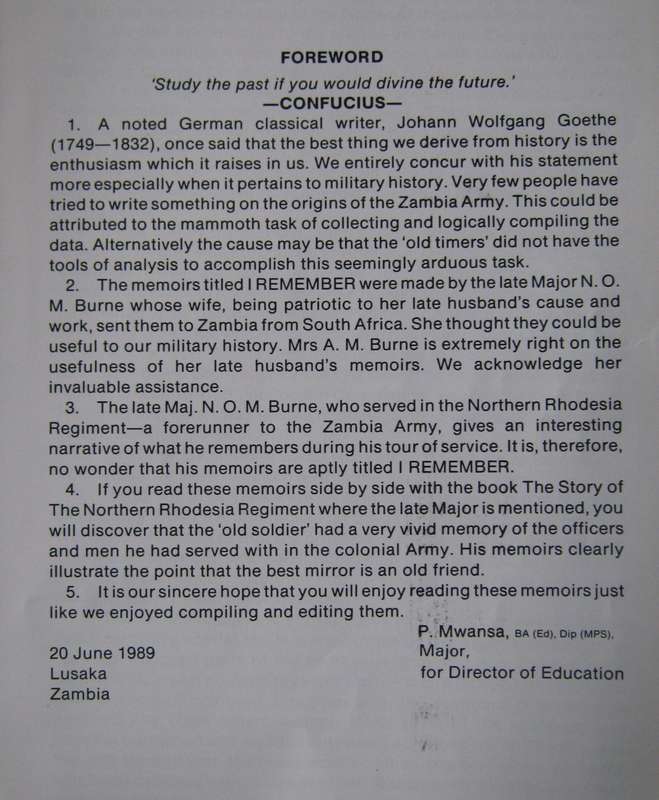 FOREWORD
'Study the past if you would divine the future.'
—CONFUCIUS—
1. A noted German classical writer, Johann Wolfgang Goethe
(1749—1832), once said that the best thing we derive from history is the
enthusiasm which it raises in us. We entirely concur with his statement
more especially when it pertains to military history. Very few people have
tried to write something on the origins of the Zambia Army. This could be
attributed to the mammoth task of collecting and logically compiling the
data. Alternatively the cause may be that the 'old timers' did not have the
tools of analysis to accomplish this seemingly arduous task.
2. The memoirs titled I REMEMBER were made by the late Major N. O.
M. Burne whose wife, being patriotic to her late husband's cause and
work, sent them to Zambia from South Africa. She thought they could be
useful to our military history. Mrs A. M. Burne is extremely right on the
usefulness of her late husband's memoirs. We acknowledge her
invaluable assistance.
3. The late Maj. N. O. M. Burne, who served in the Northern Rhodesia
Regiment—a forerunner to the Zambia Army, gives an interesting
narrative of what he remembers during his tour of service. It is, therefore,
no wonder that his memoirs are aptly titled I REMEMBER.
4. If you read these memoirs side by side with the book The Story of
The Northern Rhodesia Regiment where the late Major is mentioned, you
will discover that the 'old soldier' had a very vivid memory of the officers
and men he had served with in the colonial Army. His memoirs clearly
illustrate the point that the best mirror is an old friend.
5. It is our sincere hope that you will enjoy reading these memoirs just
like we enjoyed compiling and editing them.
P. Mwansa, BA (Ed), Dip (MPS),
20 June 1989 Major,
Lusaka for Director of Education
Zambia